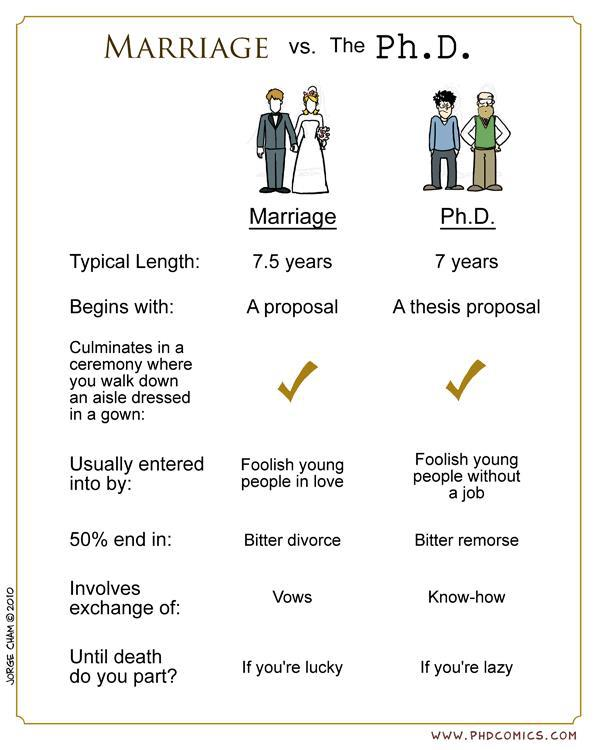 MARRIAGE vs. The Ph.D.
Marriage Ph.D.
Typical Length: 7.5 years 7 years
Begins with: A proposal A thesis proposal
Culminates in a
ceremony where
you walk down
an aisle dressed
in a gown:
Usually entered
into by:
Foolish young
people in love
Foolish young
people without
a job
50% end in: Bitter divorce Bitter remorse
Involves
exchange of:
Vows Know-how
Until death
do you part?
If you're lucky If you're lazy
JORGE CHAM © 2010
WWW.PHDCOMICS.COM